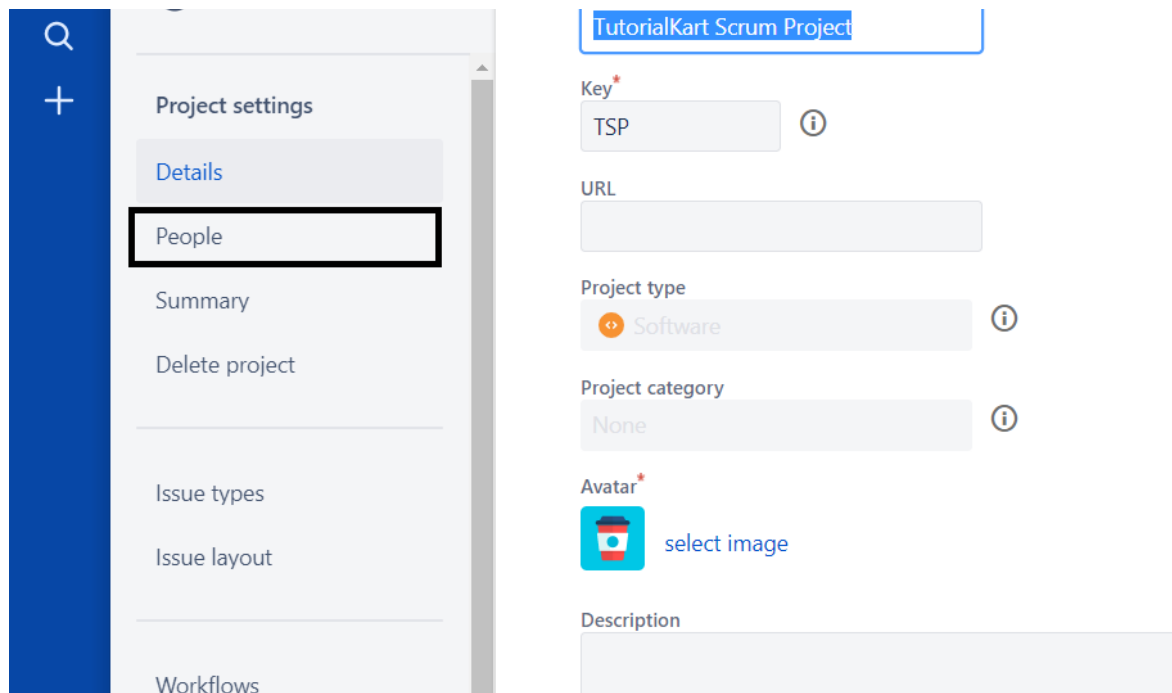 Project settings
Details
People
Summary
Delete project
Issue types
Issue layout
Workflows
TutorialKart Scrum Project
Key*
TSP
URL
Project type
Software
Project category
None
Avatar*
select image
Description